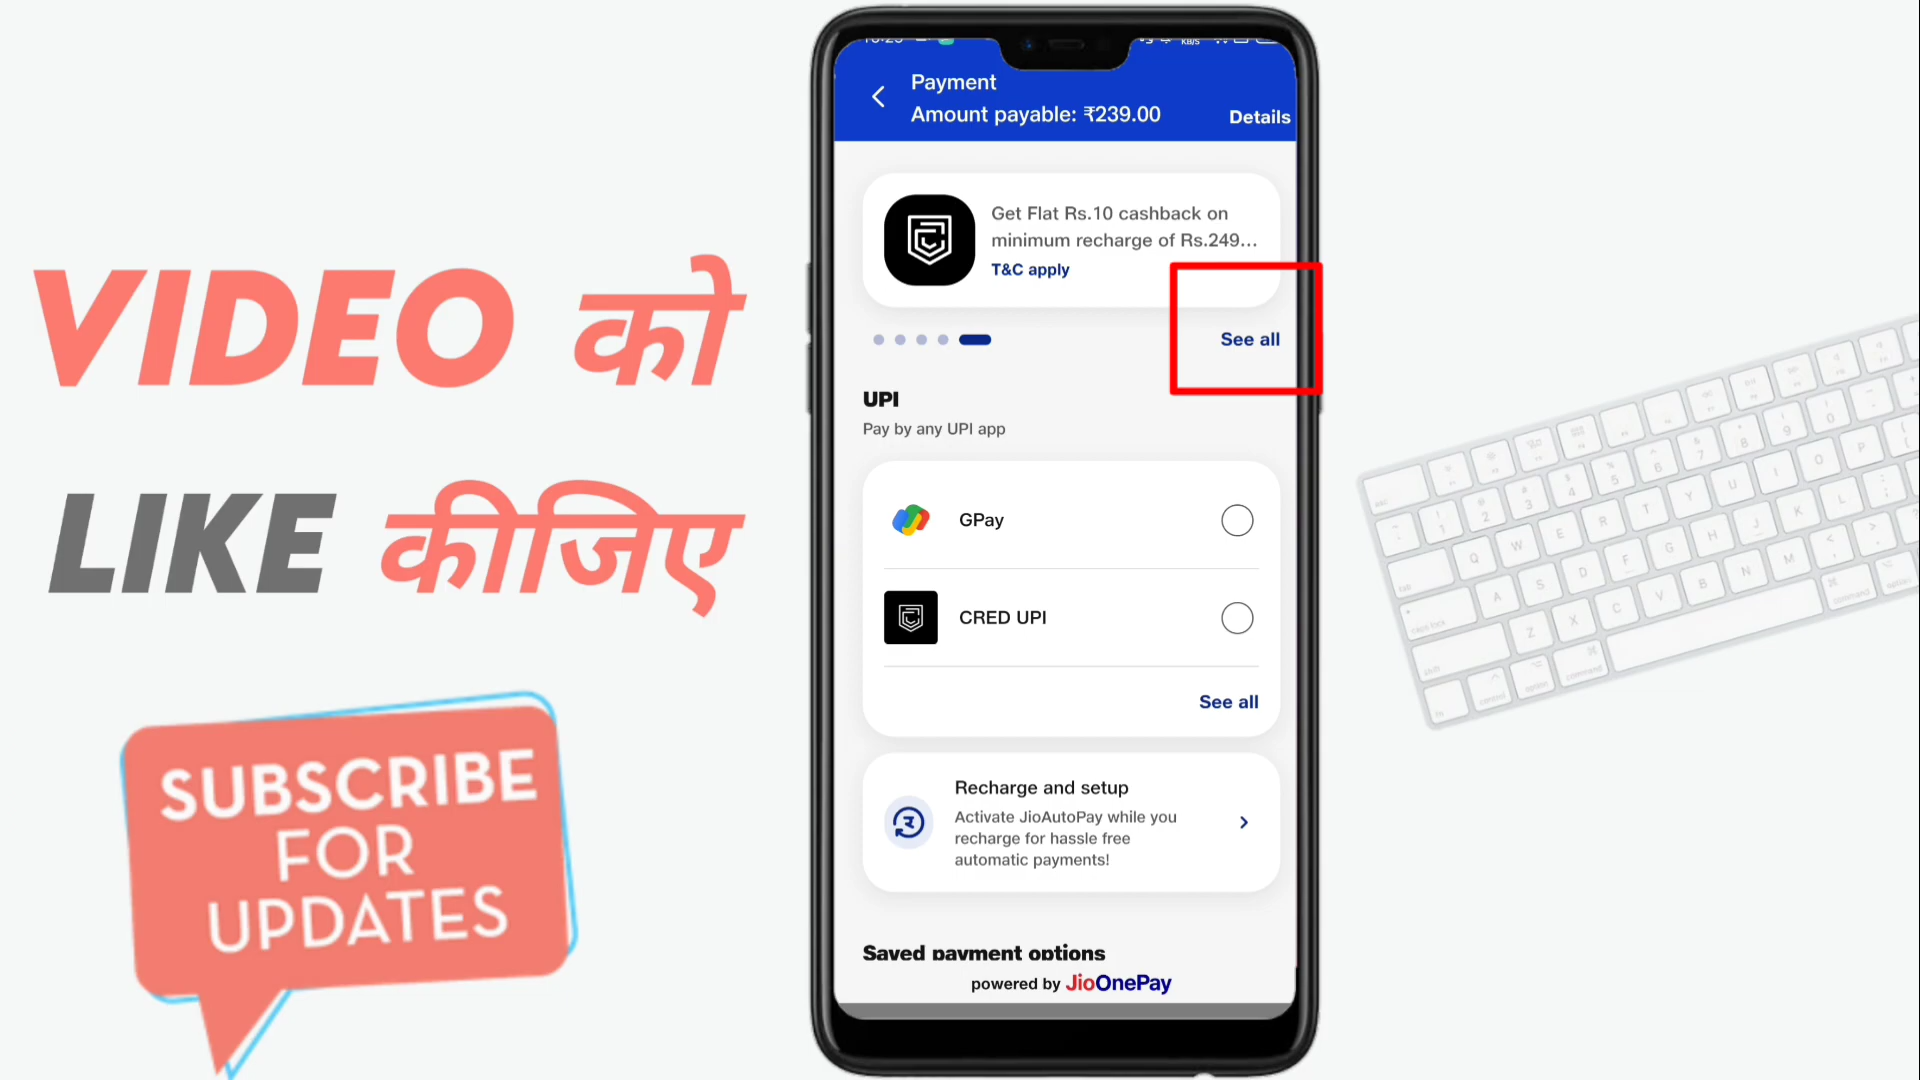 VIDEO को
LIKE कीजिए
SUBSCRIBE
FOR
UPDATES
Payment
Amount payable: ₹239.00
Details
Get Flat Rs.10 cashback on
minimum recharge of Rs.249...
T&C apply
See all
UPI
Pay by any UPI app
GPay
CRED UPI
See all
Recharge and setup
Activate JioAutoPay while you
recharge for hassle free
automatic payments!
Saved payment options
powered by JioOnePay